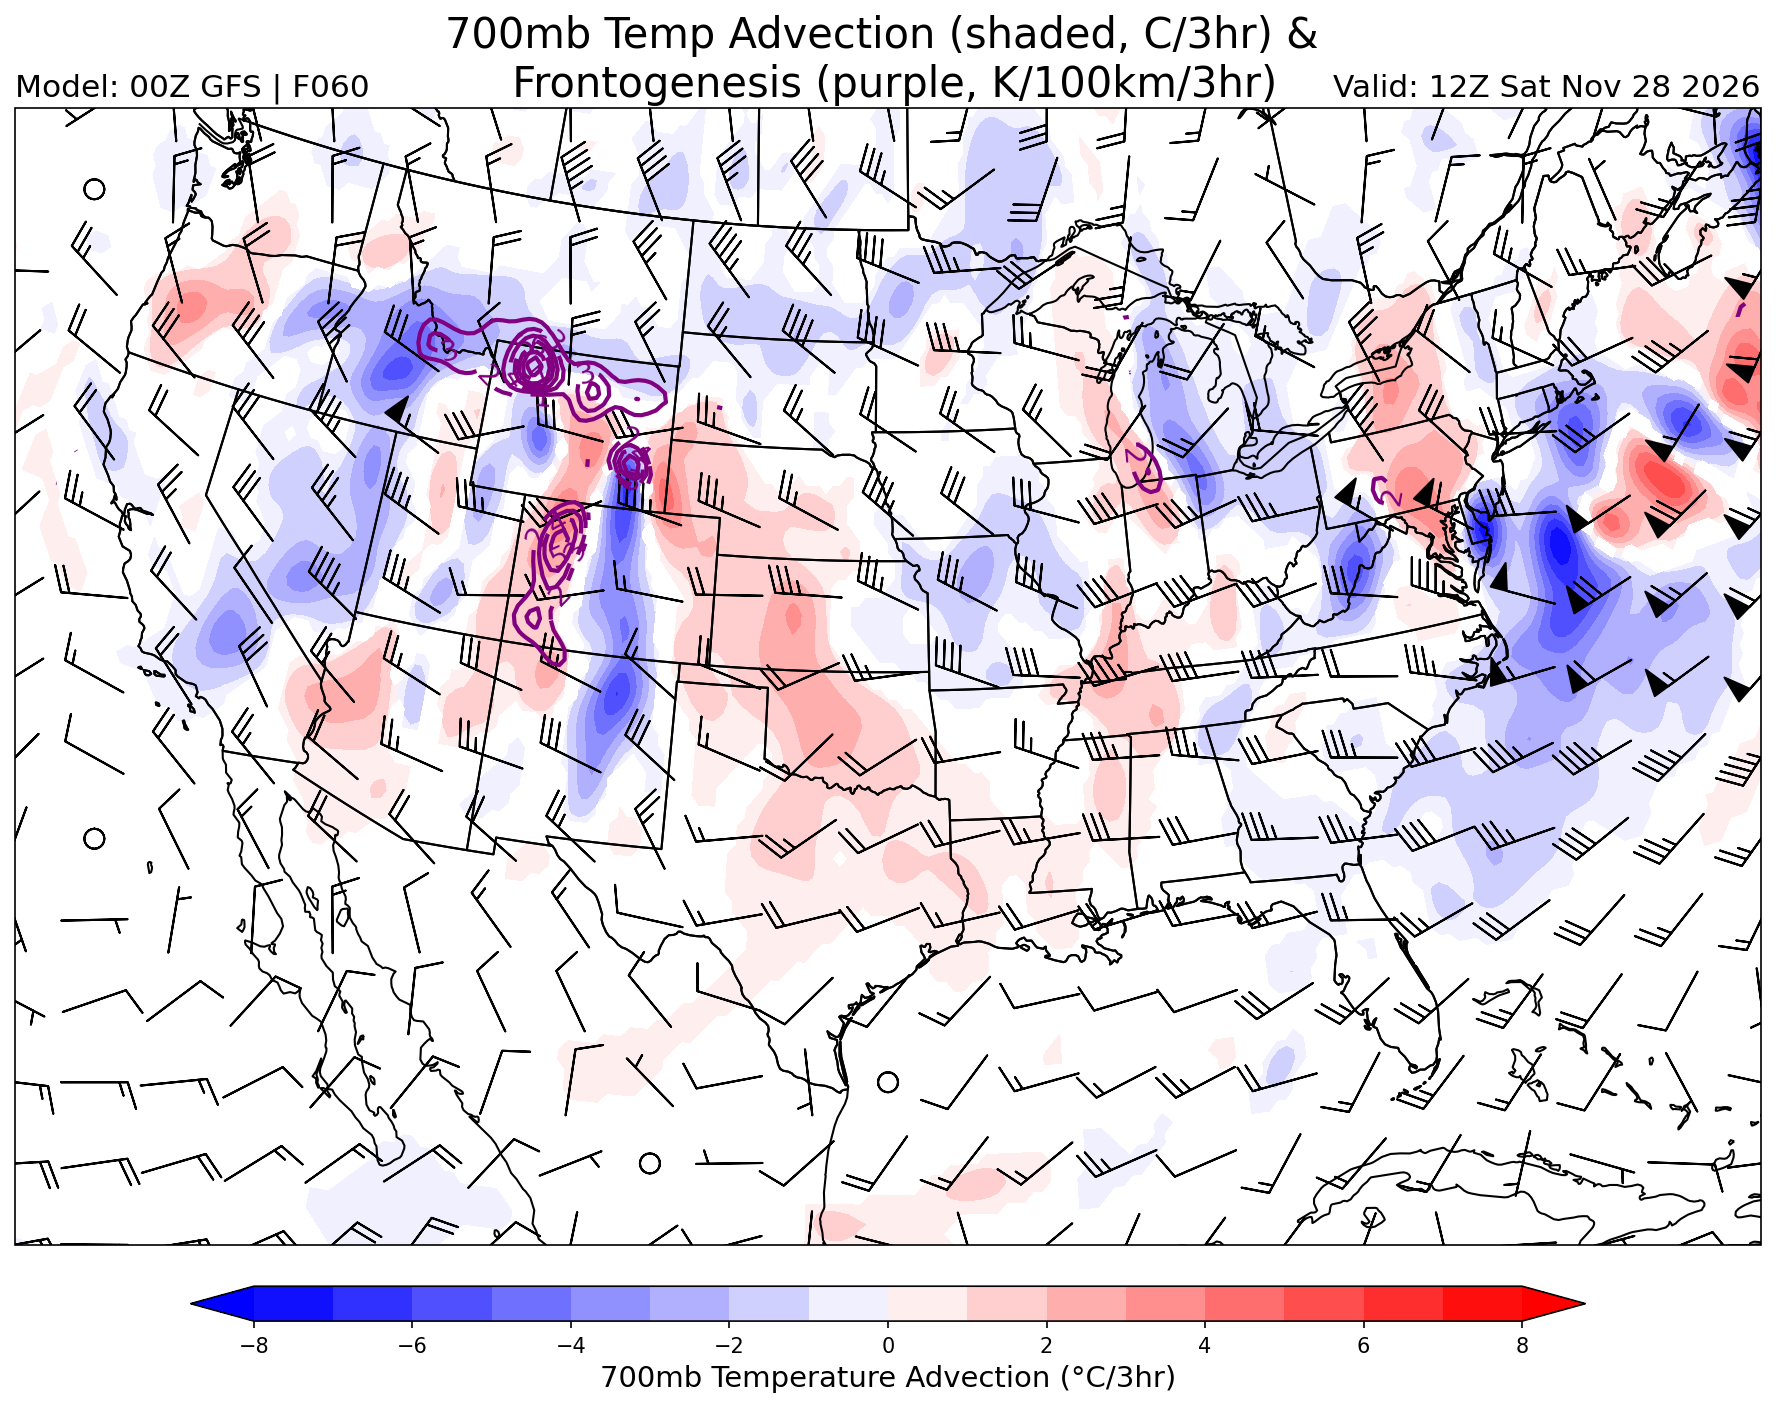 700mb Temp Advection (shaded, C/3hr) &
Frontogenesis (purple, K/100km/3hr)
Model: 00Z GFS | F060
Valid: 12Z Sat Nov 28 2026
−8 −6 −4 −2 0 2 4 6 8
700mb Temperature Advection (°C/3hr)